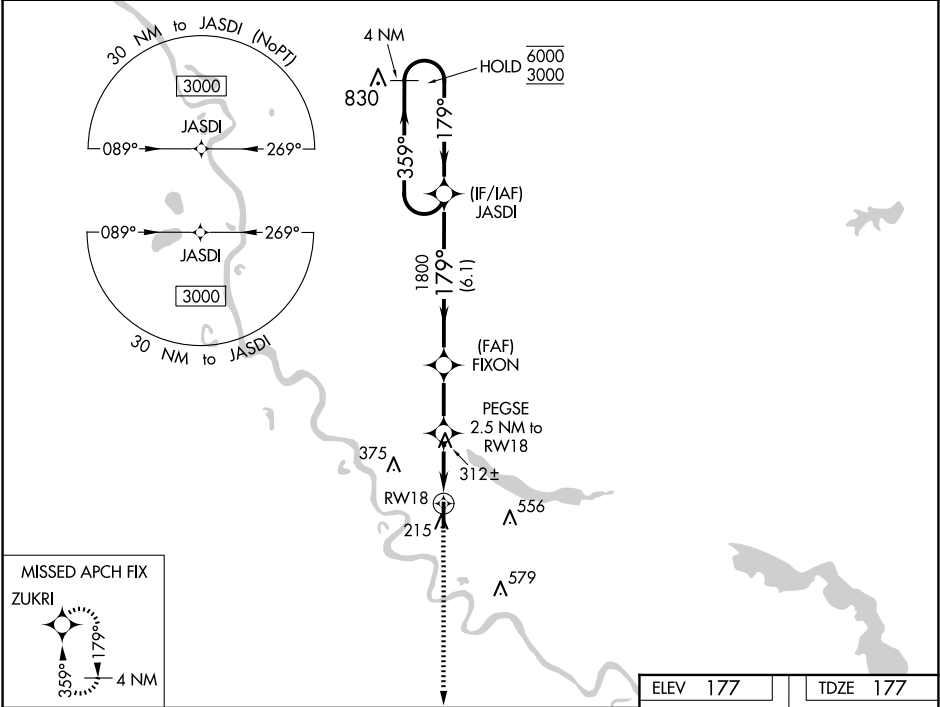 30 NM to JASDI (NoPT)
3000
JASDI
089°
269°
089°
269°
JASDI
3000
30 NM to JASDI
4 NM
830
HOLD
6000
3000
359°
179°
(IF/IAF)
JASDI
1800
179°
(6.1)
(FAF)
FIXON
PEGSE
2.5 NM to
RW18
375
312±
RW18
215
556
579
MISSED APCH FIX
ZUKRI
359°
179°
4 NM
ELEV 177
TDZE 177